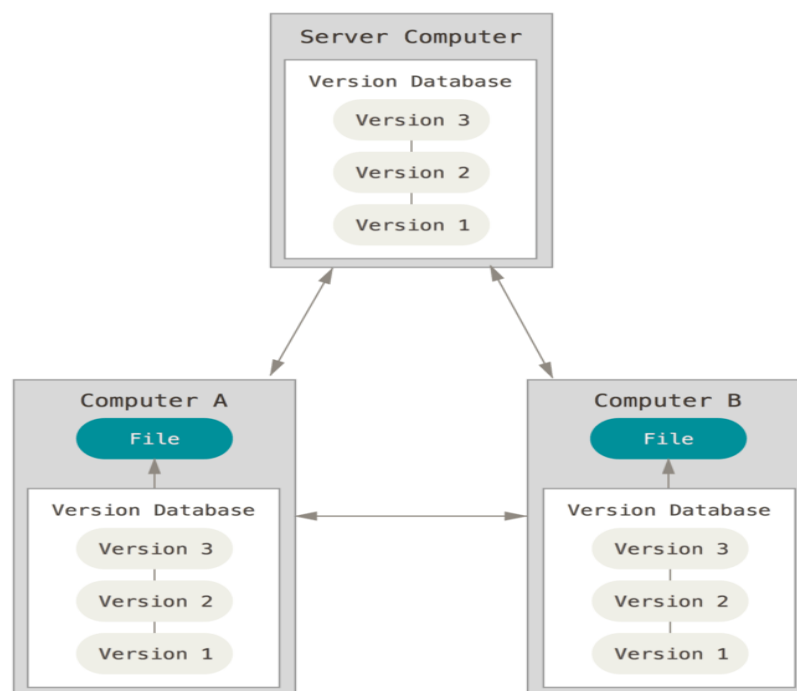 Server Computer
Version Database
Version 3
Version 2
Version 1
Computer A
File
Version Database
Version 3
Version 2
Version 1
Computer B
File
Version Database
Version 3
Version 2
Version 1